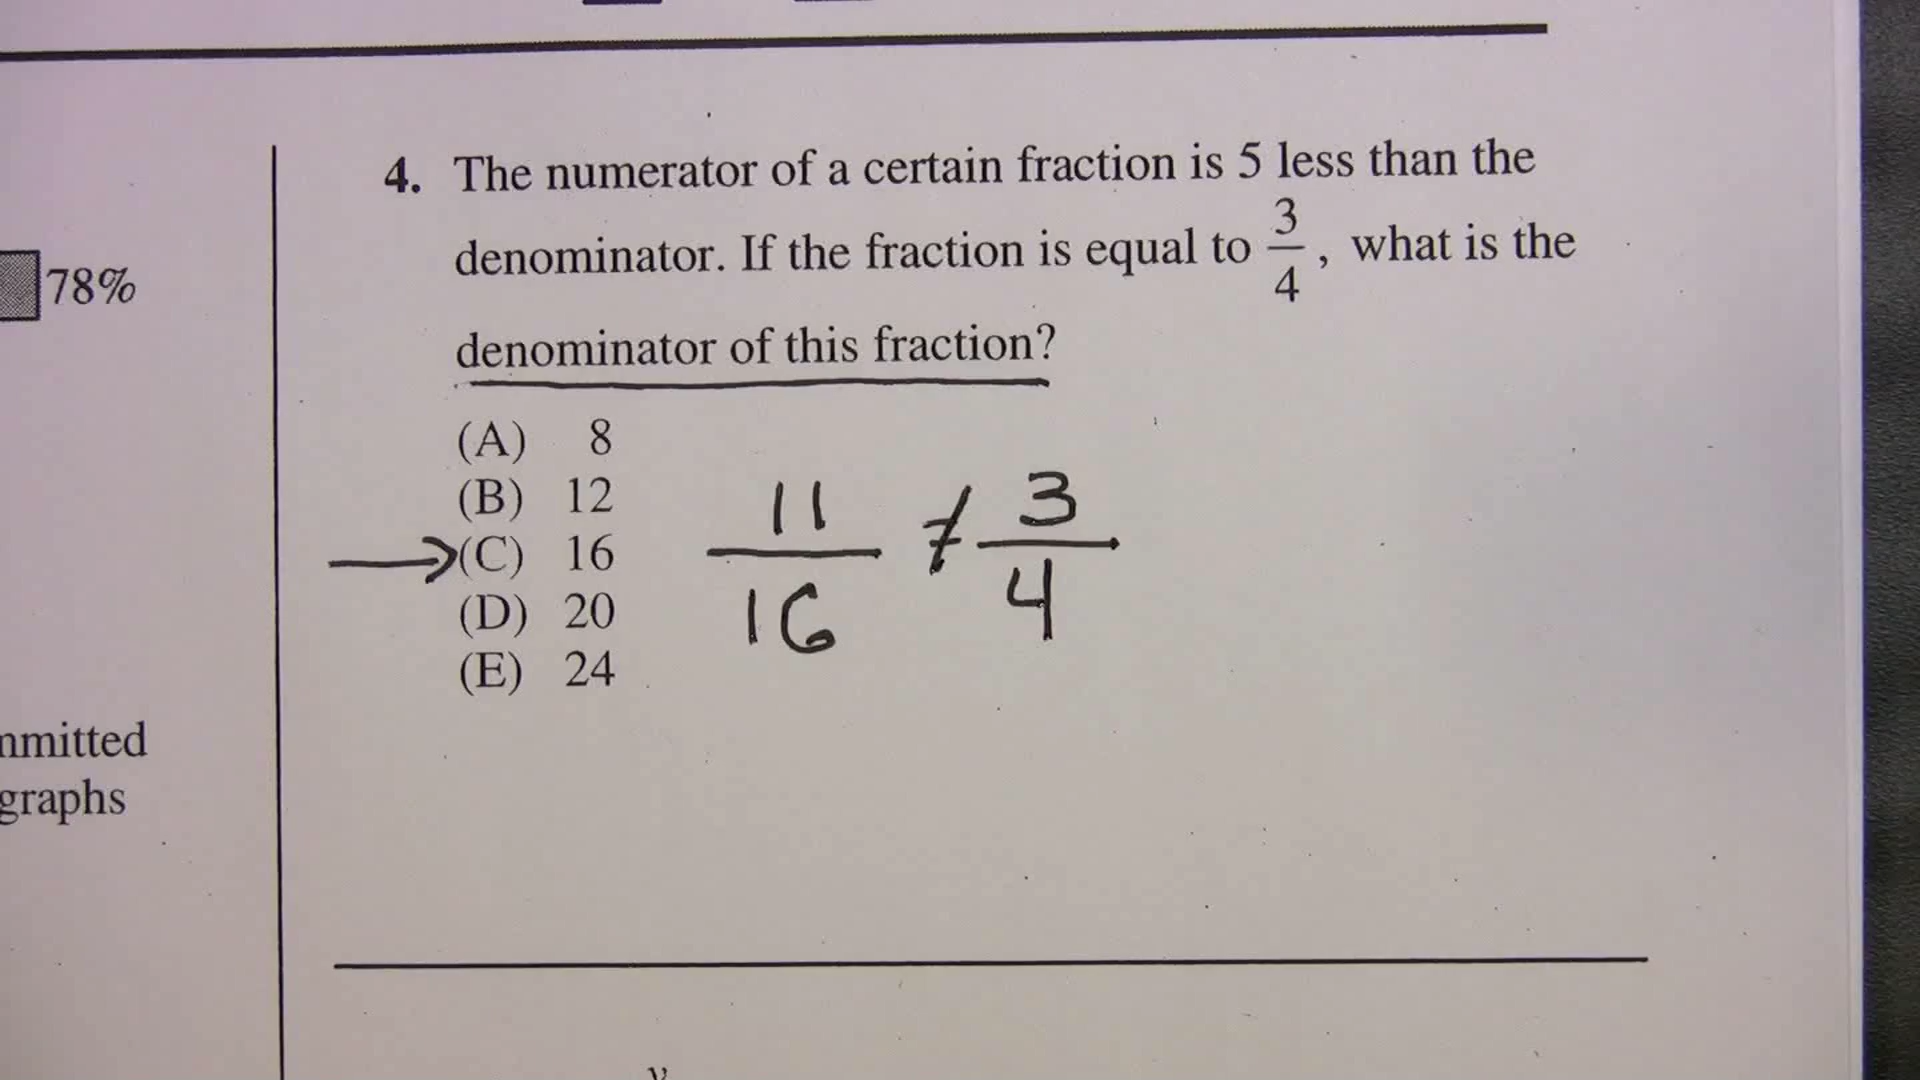 4. The numerator of a certain fraction is 5 less than the
denominator. If the fraction is equal to 3/4, what is the
denominator of this fraction?
(A) 8
(B) 12
(C) 16
(D) 20
(E) 24
11/16 ≠ 3/4
78%
graphs